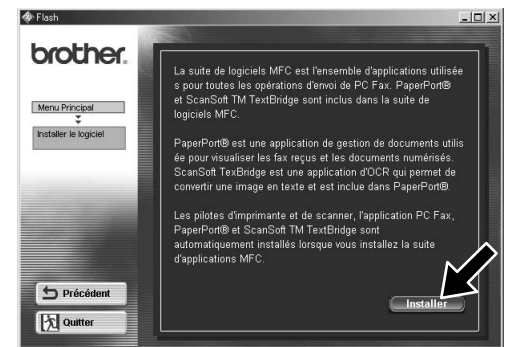 Flash
brother.
Menu Principal
Installer le logiciel
La suite de logiciels MFC est l'ensemble d'applications utilisée
s pour toutes les opérations d'envoi de PC Fax. PaperPort®
et ScanSoft TM TextBridge sont inclus dans la suite de
logiciels MFC.
PaperPort® est une application de gestion de documents utilis
ée pour visualiser les fax reçus et les documents numérisés.
ScanSoft TexBridge est une application d'OCR qui permet de
convertir une image en texte et est inclue dans PaperPort®.
Les pilotes d'imprimante et de scanner, l'application PC Fax,
PaperPort® et ScanSoft TM TextBridge sont
automatiquement installés lorsque vous installez la suite
d'applications MFC.
Précédent
Quitter
Installer